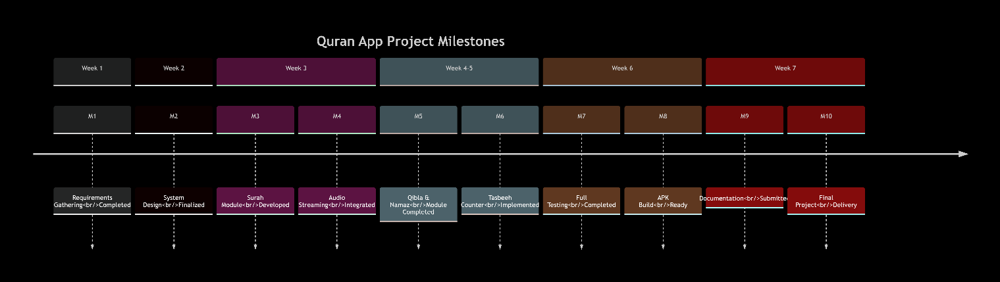 Quran App Project Milestones
Week 1
Week 2
Week 3
Week 4-5
Week 6
Week 7
M1
M2
M3
M4
M5
M6
M7
M8
M9
M10
Requirements
Gathering<br/>Completed
System
Design<br/>Finalized
Surah
Module<br/>Developed
Audio
Streaming<br/>Integrated
Qibla &
Namaz<br/>Module
Completed
Tasbeeh
Counter<br/>Implemented
Full
Testing<br/>Completed
APK
Build<br/>Ready
Documentation<br/>Submitted
Final
Project<br/>Delivery